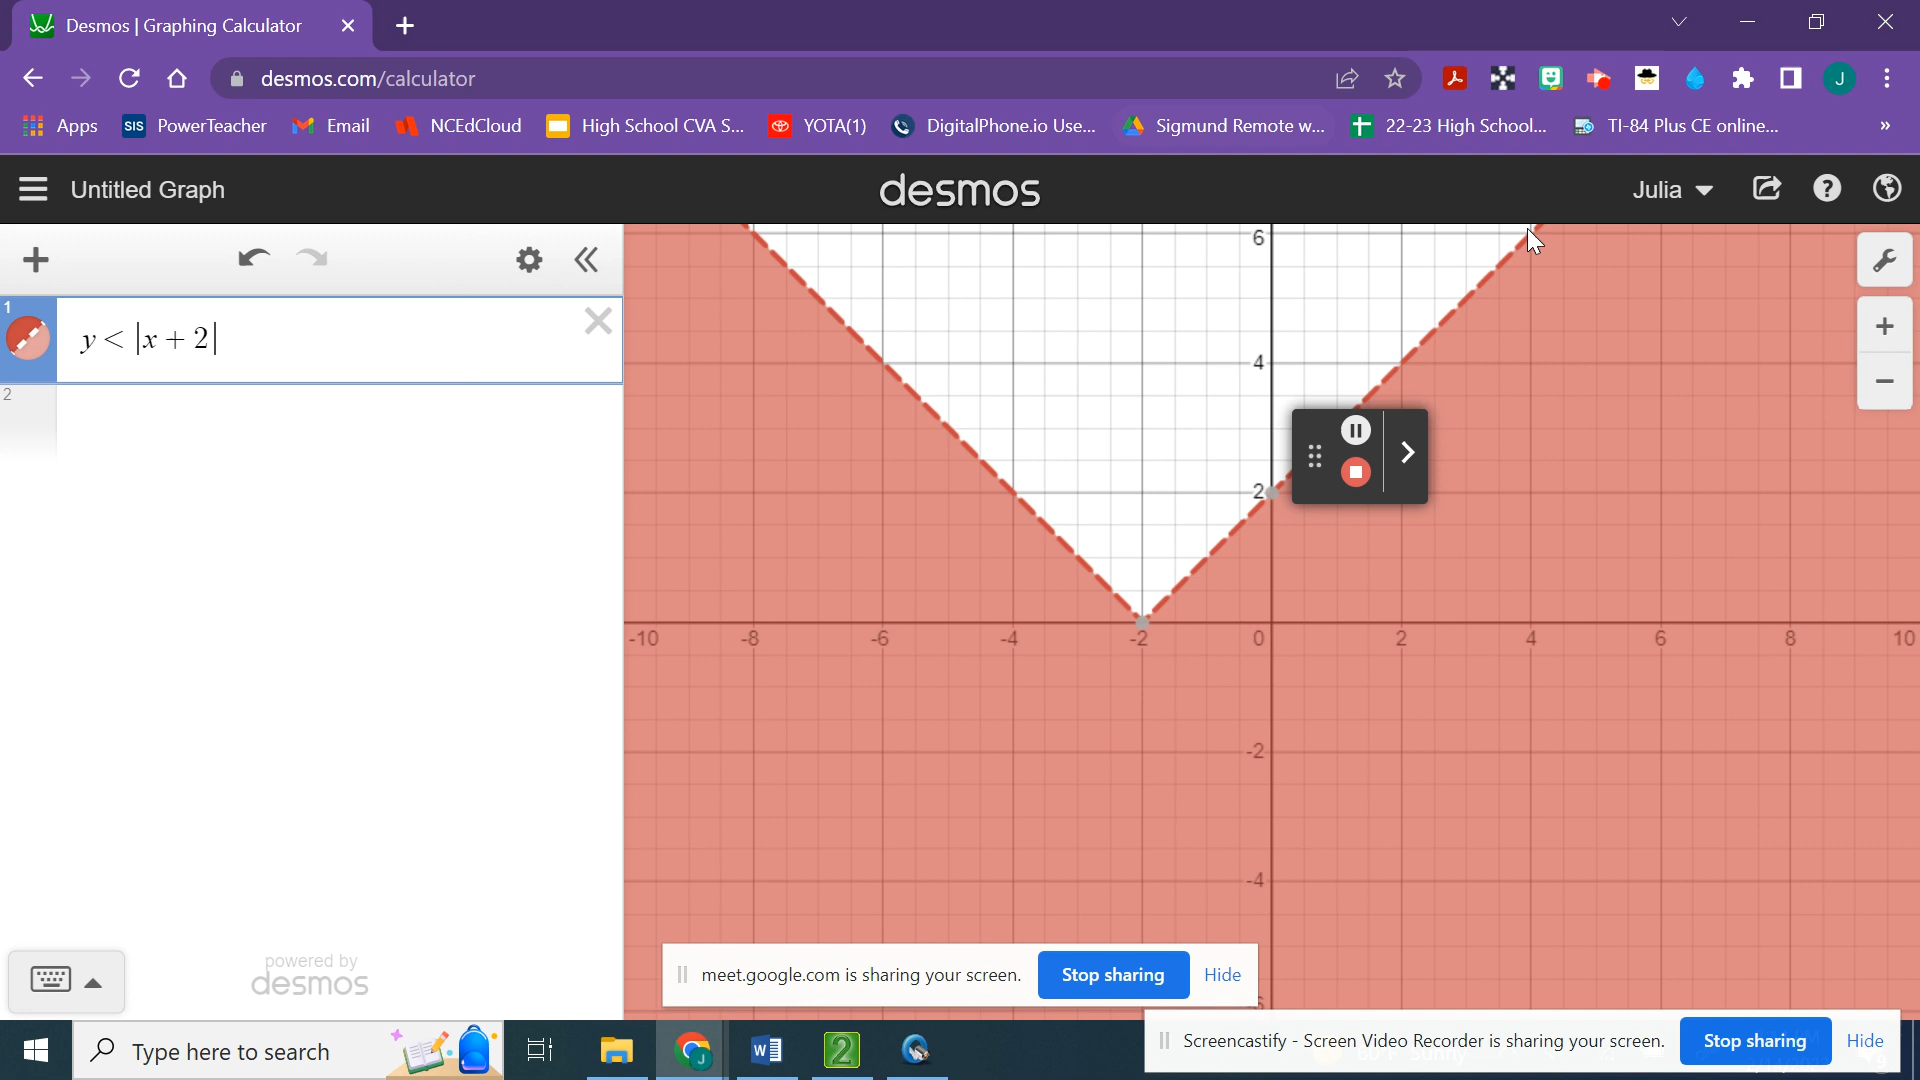 Desmos | Graphing Calculator
desmos.com/calculator
J
Apps
SIS PowerTeacher
Email
NCEdCloud
High School CVA S...
YOTA(1)
DigitalPhone.io Use...
Sigmund Remote w...
22-23 High School...
TI-84 Plus CE online...
»
Untitled Graph
desmos
Julia
1
y < |x + 2|
2
6
4
2
-10 -8 -6 -4 -2 0 2 4 6 8 10
-2
-4
powered by
desmos
meet.google.com is sharing your screen.
Stop sharing
Hide
Screencastify - Screen Video Recorder is sharing your screen.
Stop sharing
Hide
Type here to search